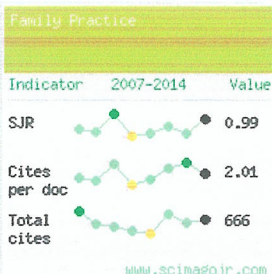 Family Practice
Indicator 2007-2014 Value
SJR 0.99
Cites
per doc 2.01
Total
cites 666
www.scimagojr.com